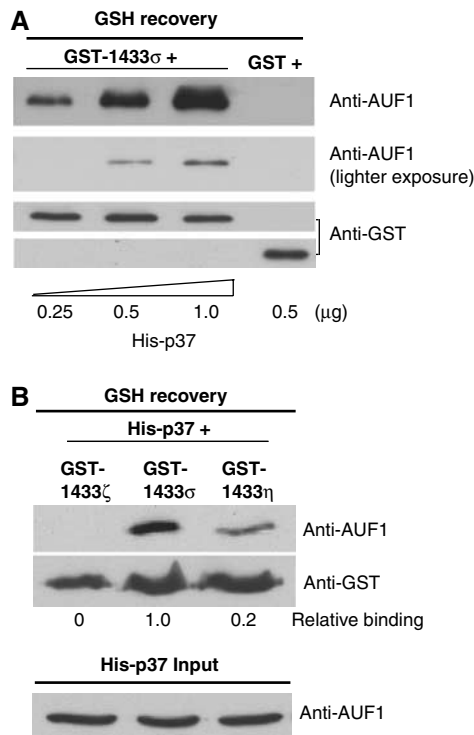 A
GSH recovery
GST-1433σ +
GST +
Anti-AUF1
Anti-AUF1
(lighter exposure)
Anti-GST
0.25 0.5 1.0 0.5 (μg)
His-p37
B
GSH recovery
His-p37 +
GST- GST- GST-
1433ζ 1433σ 1433η
Anti-AUF1
Anti-GST
0 1.0 0.2 Relative binding
His-p37 Input
Anti-AUF1